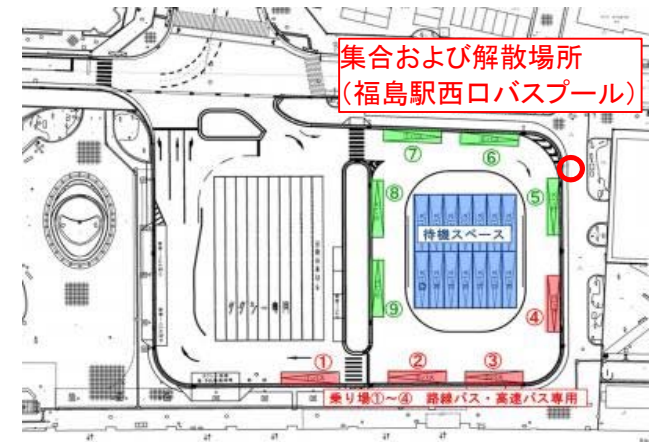 集合および解散場所
(福島駅西口バスプール)
⑦
⑥
⑧
⑤
待機スペース
⑨
④
①
②
③
乗り場①～④ 路線バス・高速バス専用